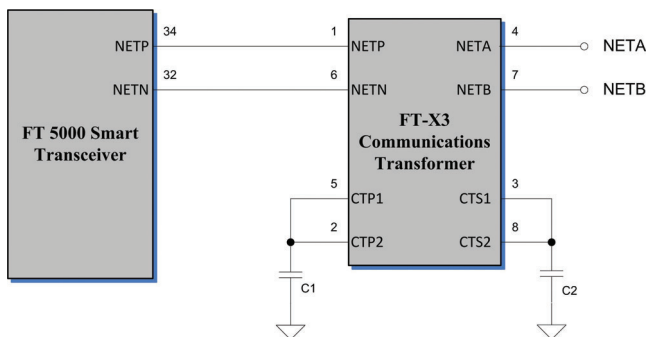 34 1 4
NETP NETP NETA NETA
32 6 7
NETN NETN NETB NETB
FT 5000 Smart
Transceiver
FT-X3
Communications
Transformer
5 3
CTP1 CTS1
2 8
CTP2 CTS2
C1 C2